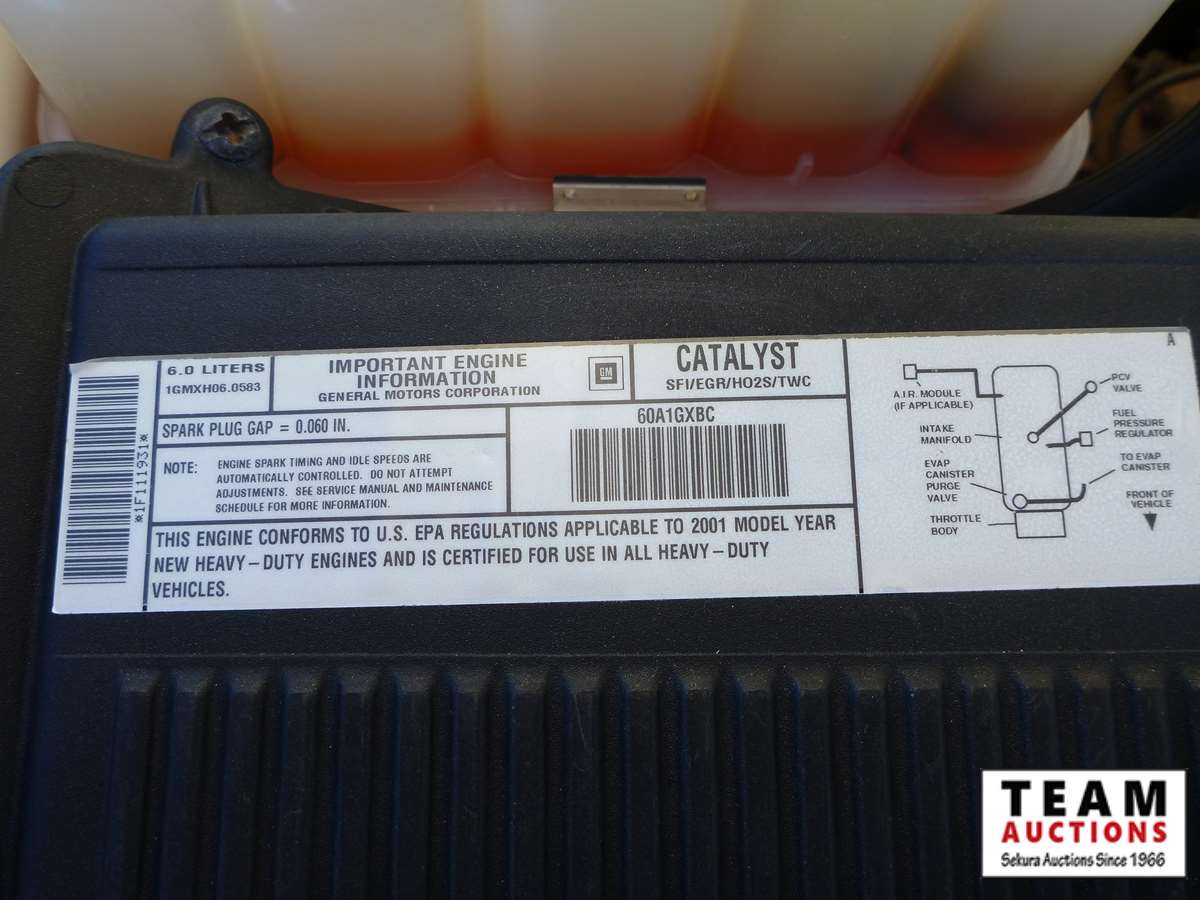 6.0 LITERS
1GMXH06.0583
IMPORTANT ENGINE
INFORMATION
GENERAL MOTORS CORPORATION
GM
CATALYST
SFI/EGR/HO2S/TWC
SPARK PLUG GAP = 0.060 IN.
NOTE: ENGINE SPARK TIMING AND IDLE SPEEDS ARE
AUTOMATICALLY CONTROLLED. DO NOT ATTEMPT
ADJUSTMENTS. SEE SERVICE MANUAL AND MAINTENANCE
SCHEDULE FOR MORE INFORMATION.
60A1GXBC
THIS ENGINE CONFORMS TO U.S. EPA REGULATIONS APPLICABLE TO 2001 MODEL YEAR
NEW HEAVY-DUTY ENGINES AND IS CERTIFIED FOR USE IN ALL HEAVY-DUTY
VEHICLES.
*1F111931*
A
A.I.R. MODULE
(IF APPLICABLE)
INTAKE
MANIFOLD
EVAP
CANISTER
PURGE
VALVE
THROTTLE
BODY
PCV
VALVE
FUEL
PRESSURE
REGULATOR
TO EVAP
CANISTER
FRONT OF
VEHICLE
TEAM
AUCTIONS
Sekura Auctions Since 1966